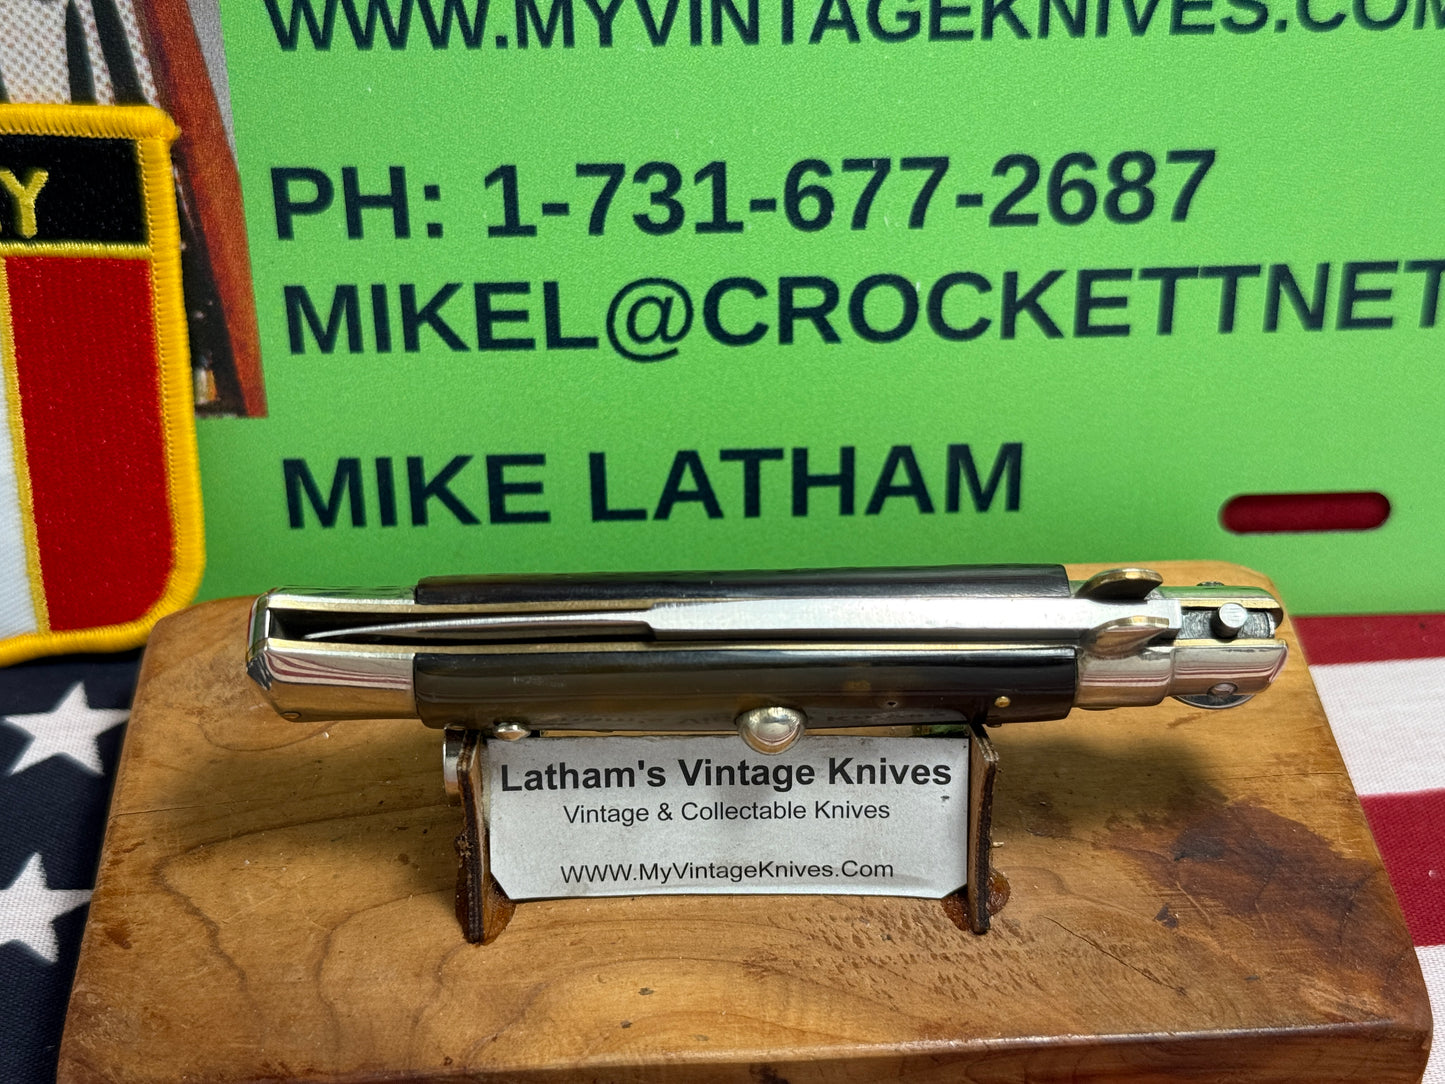 WWW.MYVINTAGEKNIVES.COM
PH: 1-731-677-2687
MIKEL@CROCKETTNET
MIKE LATHAM
Y
Latham's Vintage Knives
Vintage & Collectable Knives
WWW.MyVintageKnives.Com